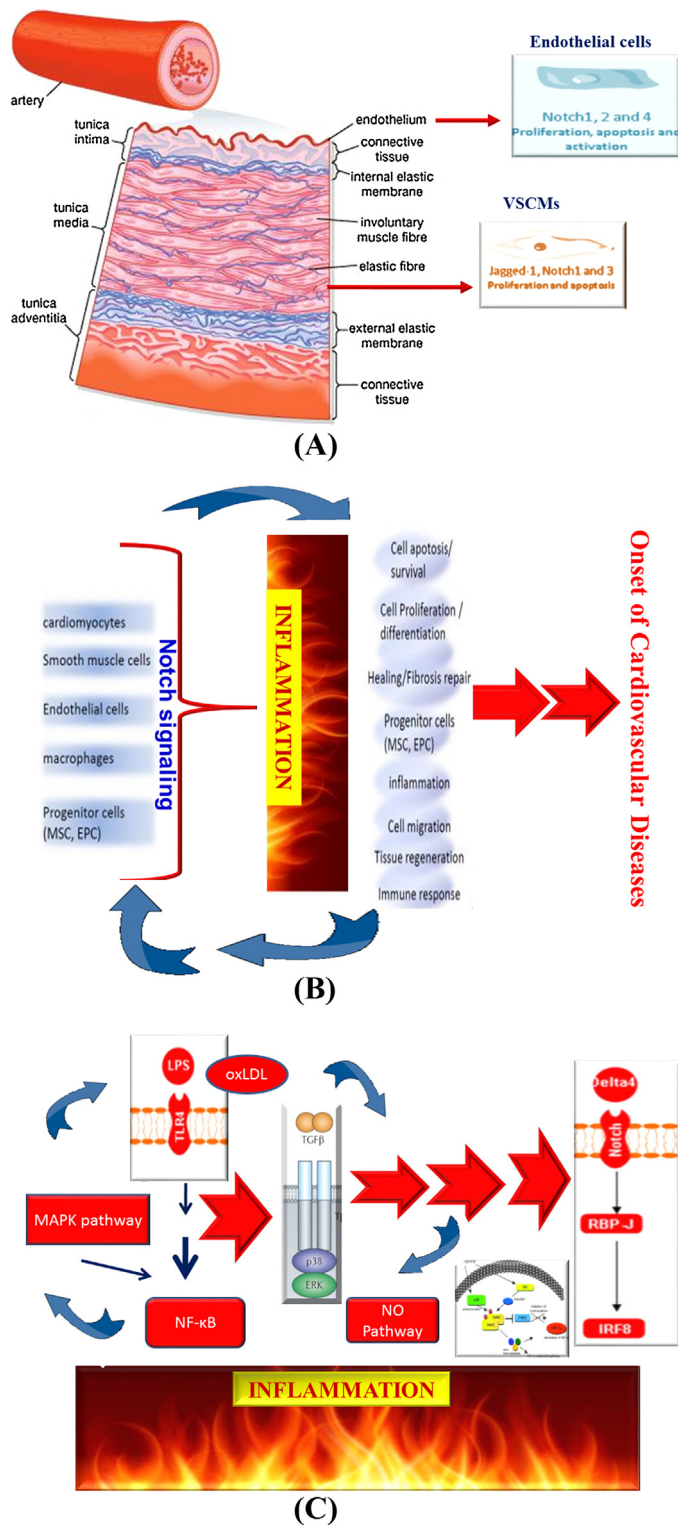 artery
tunica
intima
tunica
media
tunica
adventitia
endothelium
connective
tissue
internal elastic
membrane
involuntary
muscle fibre
elastic fibre
external elastic
membrane
connective
tissue
Endothelial cells
Notch1, 2 and 4
Proliferation, apoptosis and
activation
VSCMs
Jagged-1, Notch1 and 3
Proliferation and apoptosis
(A)
cardiomyocytes
Smooth muscle cells
Endothelial cells
macrophages
Progenitor cells
(MSC, EPC)
Notch signaling
INFLAMMATION
Cell apotosis/
survival
Cell Proliferation /
differentiation
Healing/Fibrosis repair
Progenitor cells
(MSC, EPC)
inflammation
Cell migration
Tissue regeneration
Immune response
Onset of Cardiovascular Diseases
(B)
LPS
oxLDL
TLR4
MAPK pathway
NF-κB
TGFβ
p38
ERK
NO
Pathway
Delta4
Notch
RBP-J
IRF8
INFLAMMATION
(C)